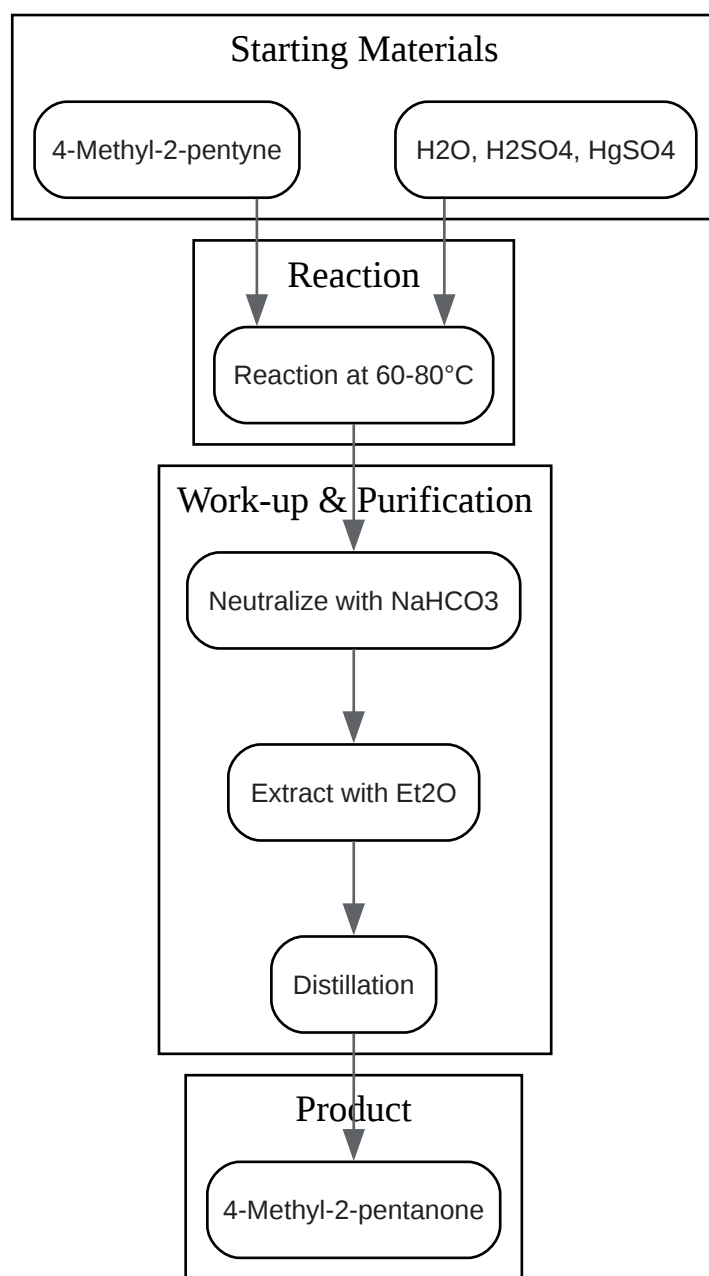 Starting Materials
4-Methyl-2-pentyne
H2O, H2SO4, HgSO4
Reaction
Reaction at 60-80°C
Work-up & Purification
Neutralize with NaHCO3
Extract with Et2O
Distillation
Product
4-Methyl-2-pentanone